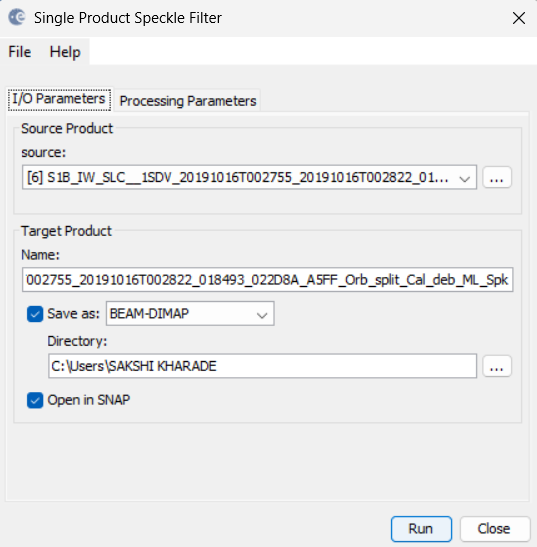 Single Product Speckle Filter
File Help
I/O Parameters Processing Parameters
Source Product
source:
[6] S1B_IW_SLC__1SDV_20191016T002755_20191016T002822_01... ...
Target Product
Name:
002755_20191016T002822_018493_022D8A_A5FF_Orb_split_Cal_deb_ML_Spk
Save as: BEAM-DIMAP
Directory:
C:\Users\SAKSHI KHARADE ...
Open in SNAP
Run Close